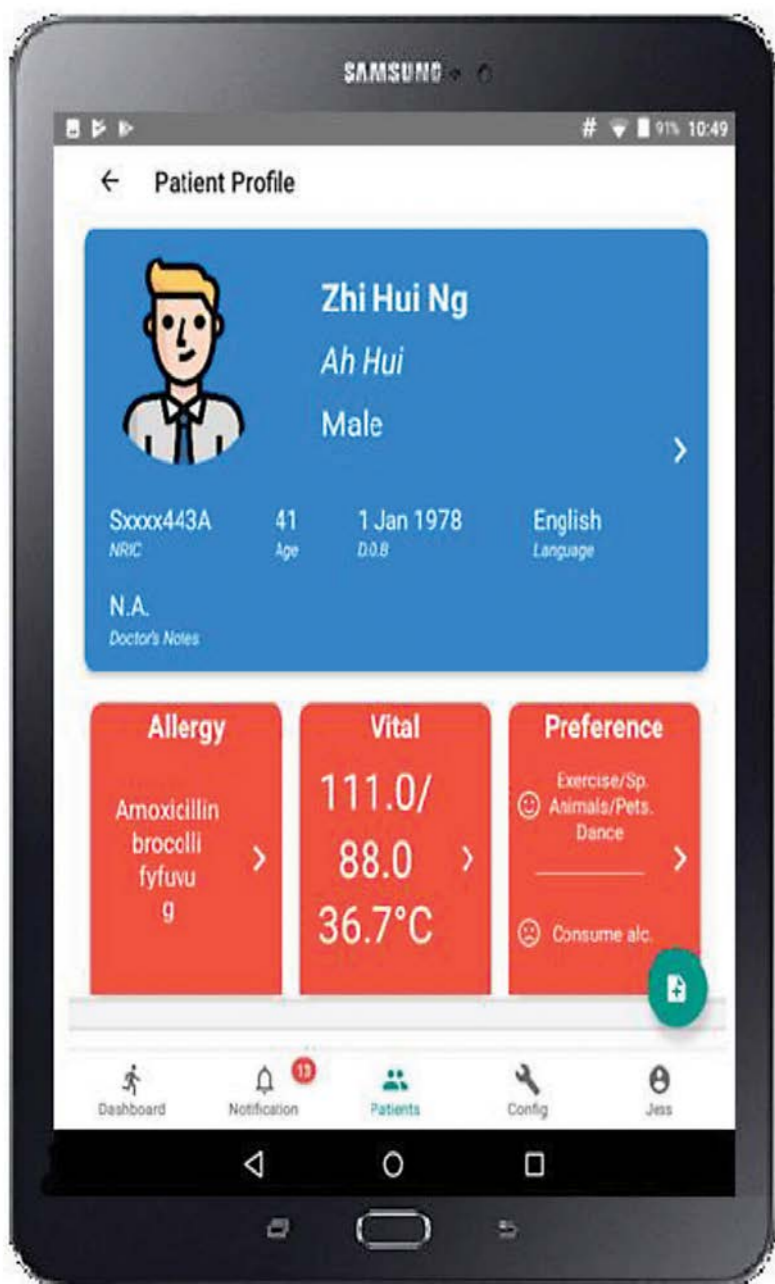 SAMSUNG
# 91% 10:49
Patient Profile
Zhi Hui Ng
Ah Hui
Male
Sxxxx443A 41 1 Jan 1978 English
NRIC Age D.O.B Language
N.A.
Doctor's Notes
Allergy
Amoxicillin
brocolli
fyfuvu
g
Vital
111.0/
88.0
36.7°C
Preference
Exercise/Sp.
Animals/Pets.
Dance
Consume alc.
13
Dashboard Notification Patients Config Jess